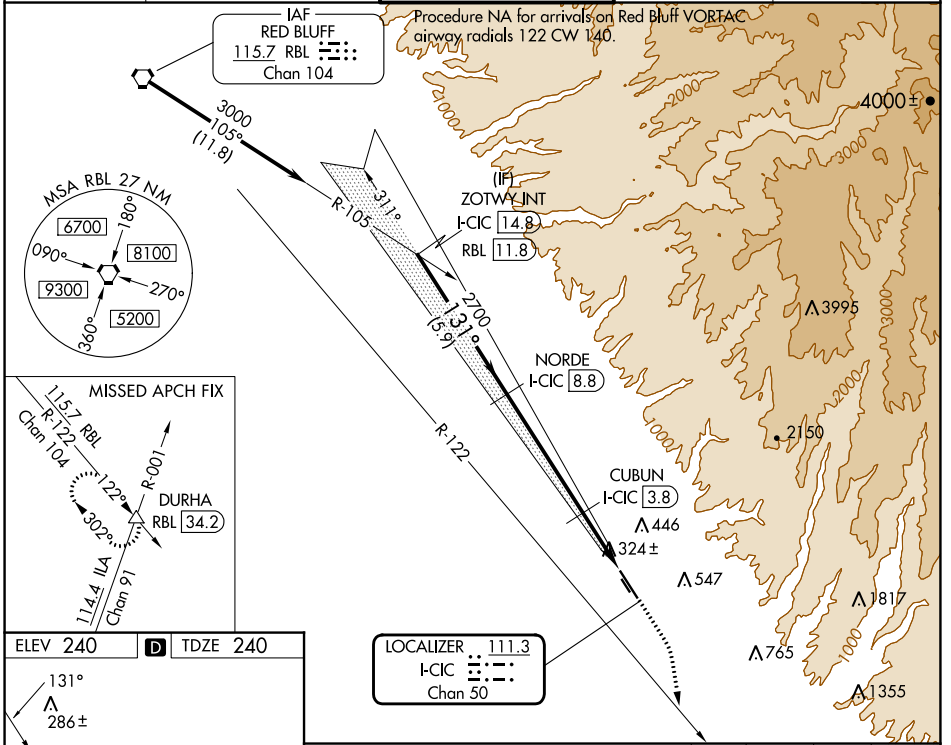 IAF
RED BLUFF
115.7 RBL
Chan 104
Procedure NA for arrivals on Red Bluff VORTAC
airway radials 122 CW 140.
3000
105°
(11.8)
2000
4000±
3000
MSA RBL 27 NM
6700
180°
8100
090°
9300
270°
5200
360°
R-105
311°
(IF)
ZOTWY INT
I-CIC 14.8
RBL 11.8
2700
131°
(5.9)
3995
3000
2000
1000
NORDE
I-CIC 8.8
R-122
2150
CUBUN
I-CIC 3.8
446
324±
547
1817
1000
765
1355
MISSED APCH FIX
115.7 RBL
R-122
Chan 104
R-001
122°
302°
DURHA
RBL 34.2
114.4 ILA
Chan 91
LOCALIZER 111.3
I-CIC
Chan 50
ELEV 240 D TDZE 240
131°
286±